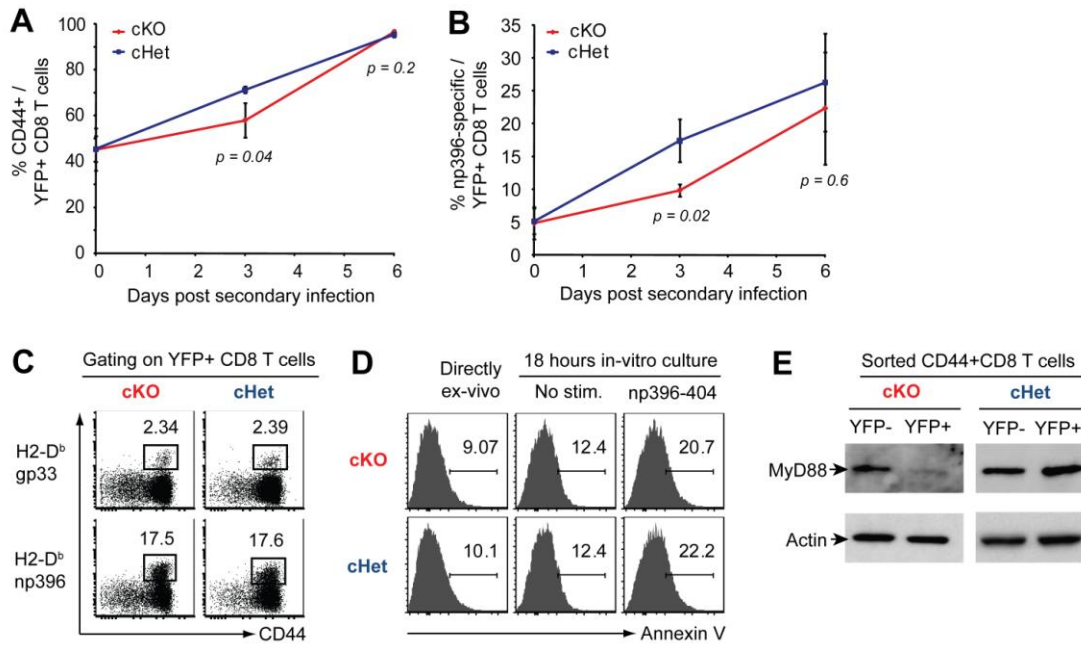 A
cKO
cHet
% CD44+ /
YFP+ CD8 T cells
100
80
60
40
20
0
p = 0.2
p = 0.04
0 1 2 3 4 5 6
Days post secondary infection
B
cKO
cHet
% np396-specific /
YFP+ CD8 T cells
35
30
25
20
15
10
5
0
p = 0.02
p = 0.6
0 1 2 3 4 5 6
Days post secondary infection
C
Gating on YFP+ CD8 T cells
cKO cHet
H2-Dᵇ
gp33
2.34 2.39
H2-Dᵇ
np396
17.5 17.6
CD44
D
Directly
ex-vivo
18 hours in-vitro culture
No stim. np396-404
cKO
9.07 12.4 20.7
cHet
10.1 12.4 22.2
Annexin V
E
Sorted CD44+CD8 T cells
cKO cHet
YFP- YFP+ YFP- YFP+
MyD88
Actin